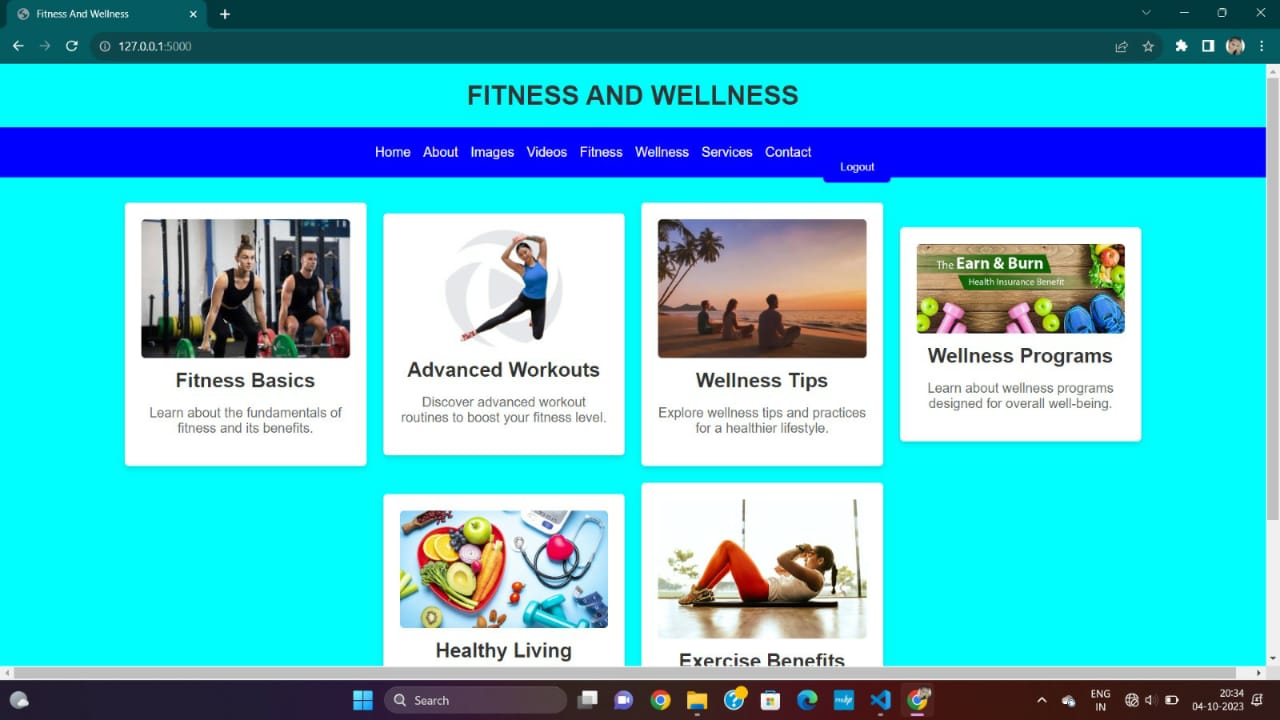 Fitness And Wellness
127.0.0.1:5000
FITNESS AND WELLNESS
Home About Images Videos Fitness Wellness Services Contact
Logout
Fitness Basics
Learn about the fundamentals of
fitness and its benefits.
Advanced Workouts
Discover advanced workout
routines to boost your fitness level.
Wellness Tips
Explore wellness tips and practices
for a healthier lifestyle.
The Earn & Burn
Health Insurance Benefit
Wellness Programs
Learn about wellness programs
designed for overall well-being.
Healthy Living
Exercise Benefits
Search
ENG
IN
20:34
04-10-2023